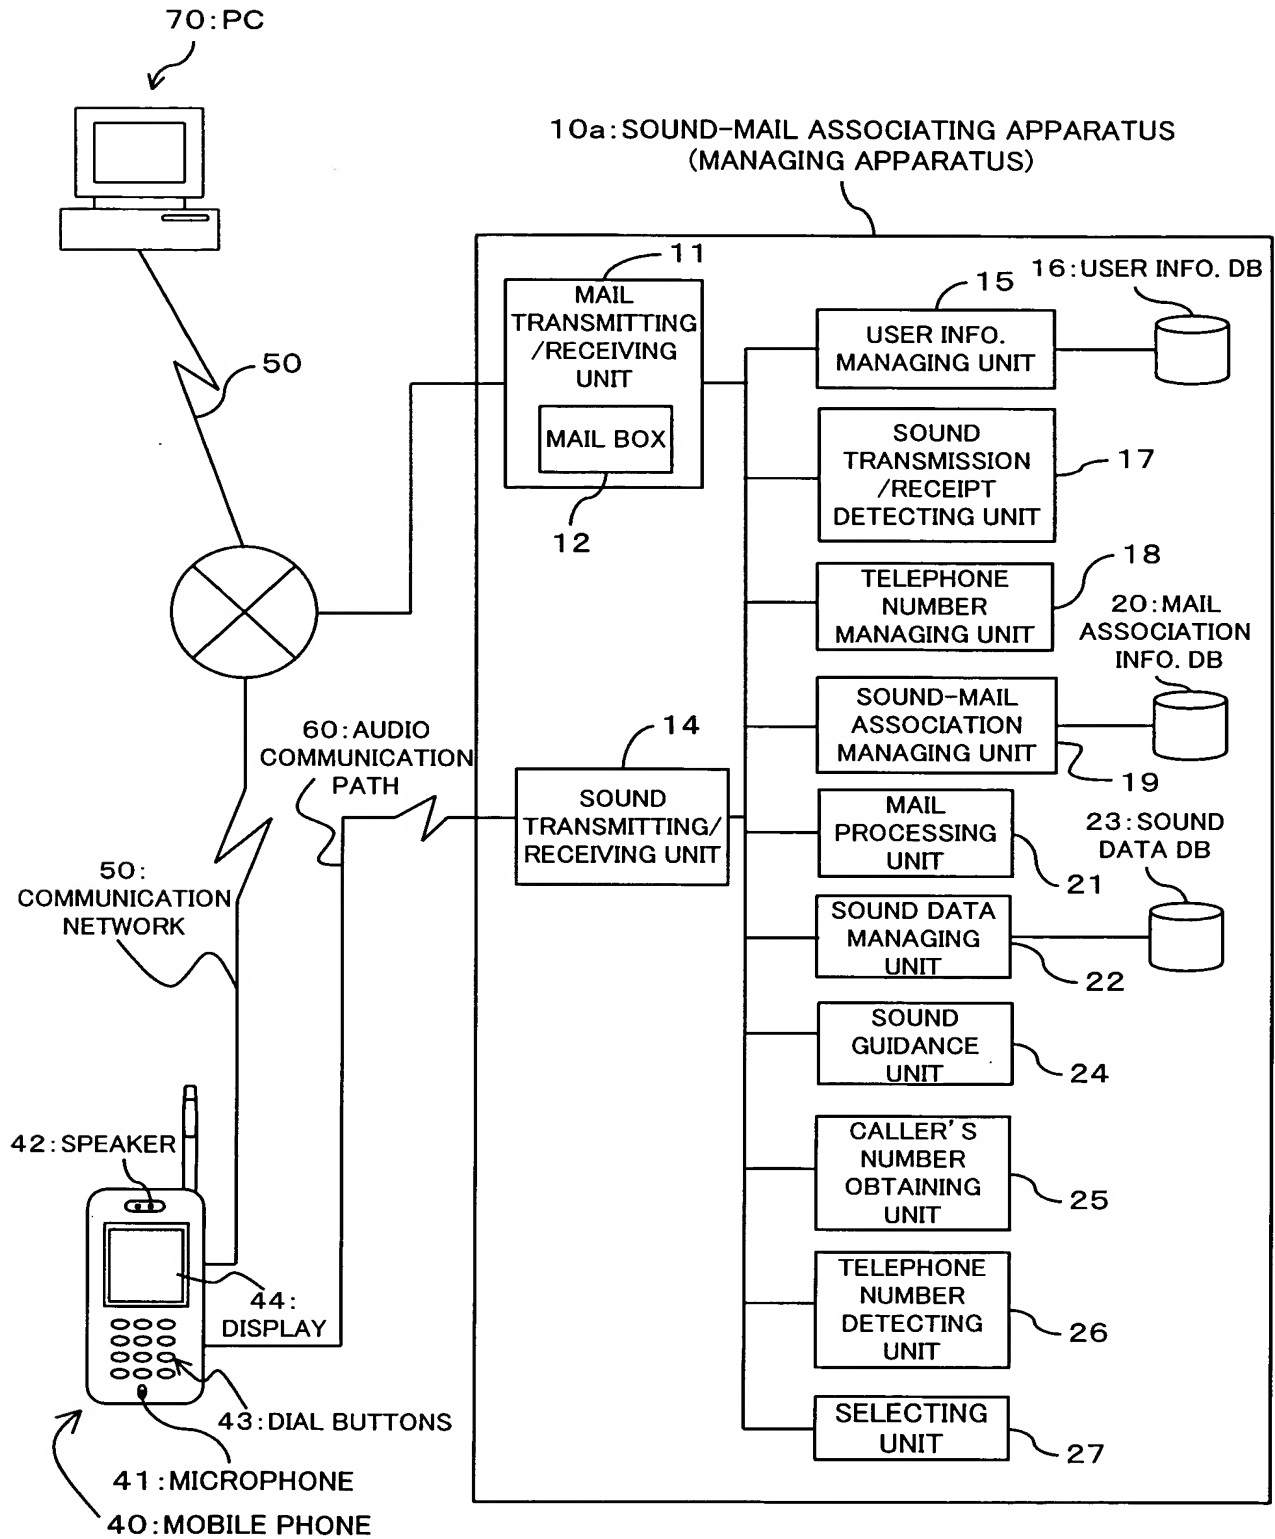 70:PC
10a:SOUND-MAIL ASSOCIATING APPARATUS
(MANAGING APPARATUS)
11
MAIL
TRANSMITTING
/RECEIVING
UNIT
MAIL BOX
12
50
15
USER INFO.
MANAGING UNIT
16:USER INFO. DB
SOUND
TRANSMISSION
/RECEIPT
DETECTING UNIT
17
TELEPHONE
NUMBER
MANAGING UNIT
18
20:MAIL
ASSOCIATION
INFO. DB
SOUND-MAIL
ASSOCIATION
MANAGING UNIT
19
60:AUDIO
COMMUNICATION
PATH
14
SOUND
TRANSMITTING/
RECEIVING UNIT
MAIL
PROCESSING
UNIT
21
23:SOUND
DATA DB
50:
COMMUNICATION
NETWORK
SOUND DATA
MANAGING
UNIT
22
SOUND
GUIDANCE
UNIT
24
CALLER'S
NUMBER
OBTAINING
UNIT
25
TELEPHONE
NUMBER
DETECTING
UNIT
26
SELECTING
UNIT
27
42:SPEAKER
44:
DISPLAY
43:DIAL BUTTONS
41:MICROPHONE
40:MOBILE PHONE